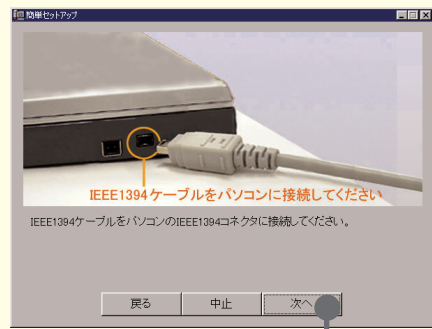 簡単セットアップ
IEEE1394ケーブルをパソコンに接続してください
IEEE1394ケーブルをパソコンのIEEE1394コネクタに接続してください。
戻る
中止
次へ